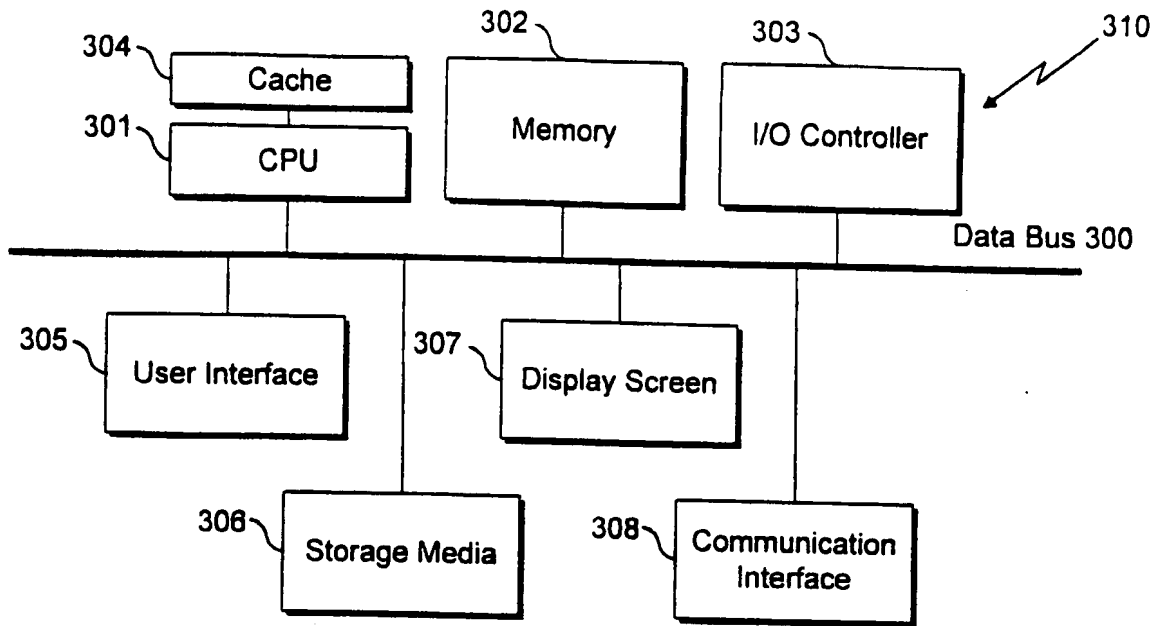 304
Cache
301
CPU
302
Memory
303
I/O Controller
310
Data Bus 300
305
User Interface
307
Display Screen
306
Storage Media
308
Communication
Interface